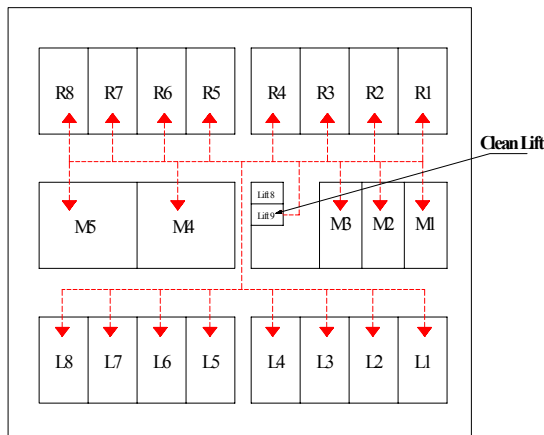 R8 R7 R6 R5 R4 R3 R2 R1
Clean Lift
Lift 8
Lift 9
M5 M4 M3 M2 M1
L8 L7 L6 L5 L4 L3 L2 L1